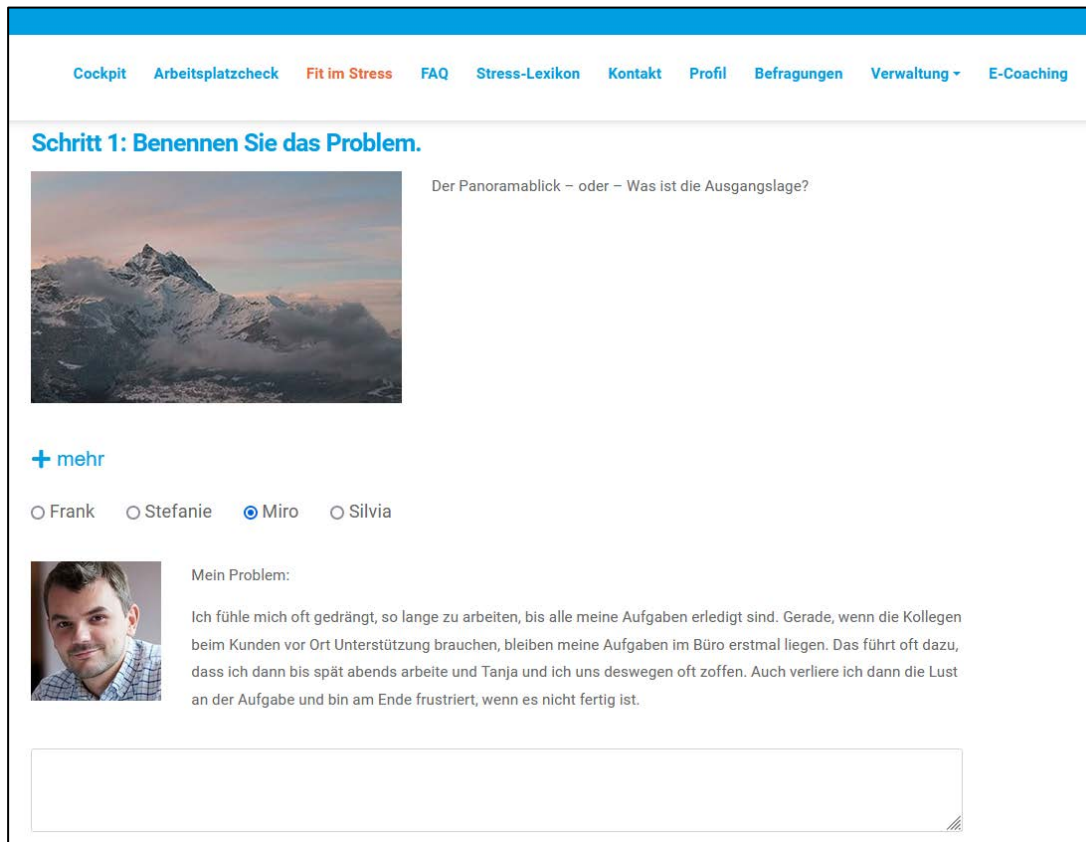 Cockpit Arbeitsplatzcheck Fit im Stress FAQ Stress-Lexikon Kontakt Profil Befragungen Verwaltung E-Coaching
Schritt 1: Benennen Sie das Problem.
Der Panoramablick – oder – Was ist die Ausgangslage?
+ mehr
Frank Stefanie Miro Silvia
Mein Problem:
Ich fühle mich oft gedrängt, so lange zu arbeiten, bis alle meine Aufgaben erledigt sind. Gerade, wenn die Kollegen
beim Kunden vor Ort Unterstützung brauchen, bleiben meine Aufgaben im Büro erstmal liegen. Das führt oft dazu,
dass ich dann bis spät abends arbeite und Tanja und ich uns deswegen oft zoffen. Auch verliere ich dann die Lust
an der Aufgabe und bin am Ende frustriert, wenn es nicht fertig ist.